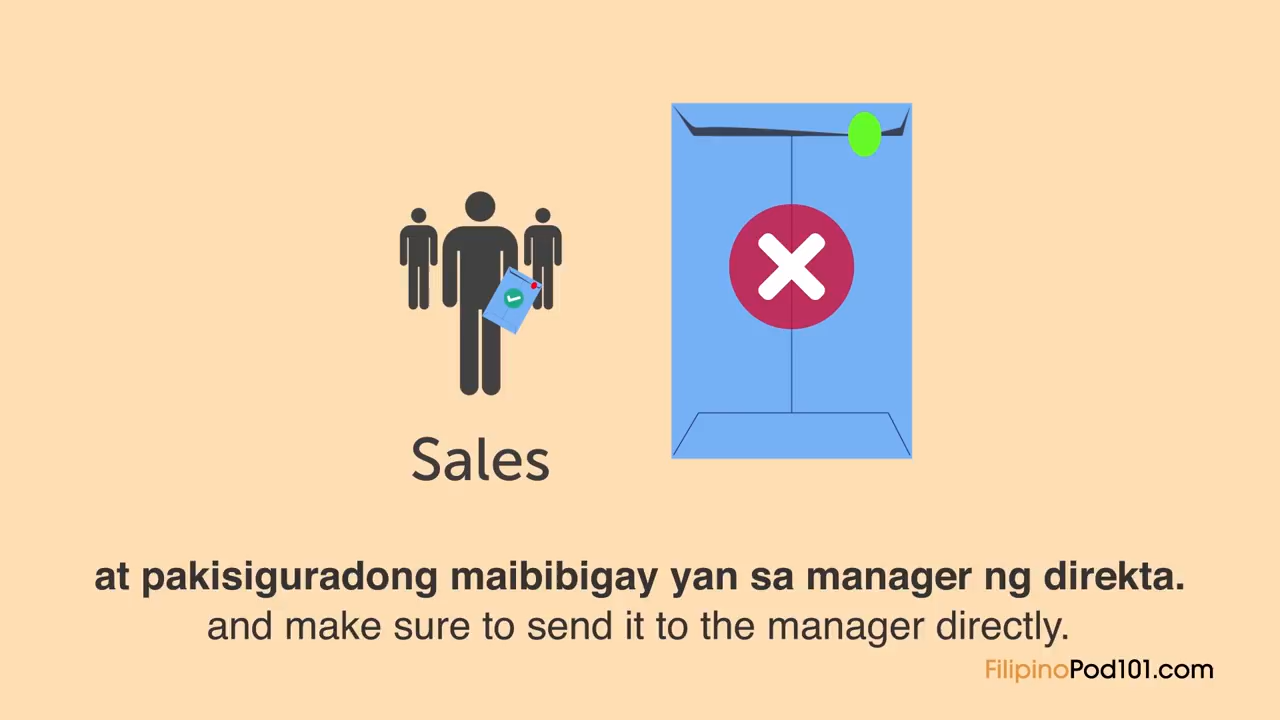 Sales
at pakisiguradong maibibigay yan sa manager ng direkta.
and make sure to send it to the manager directly.
FilipinoPod101.com